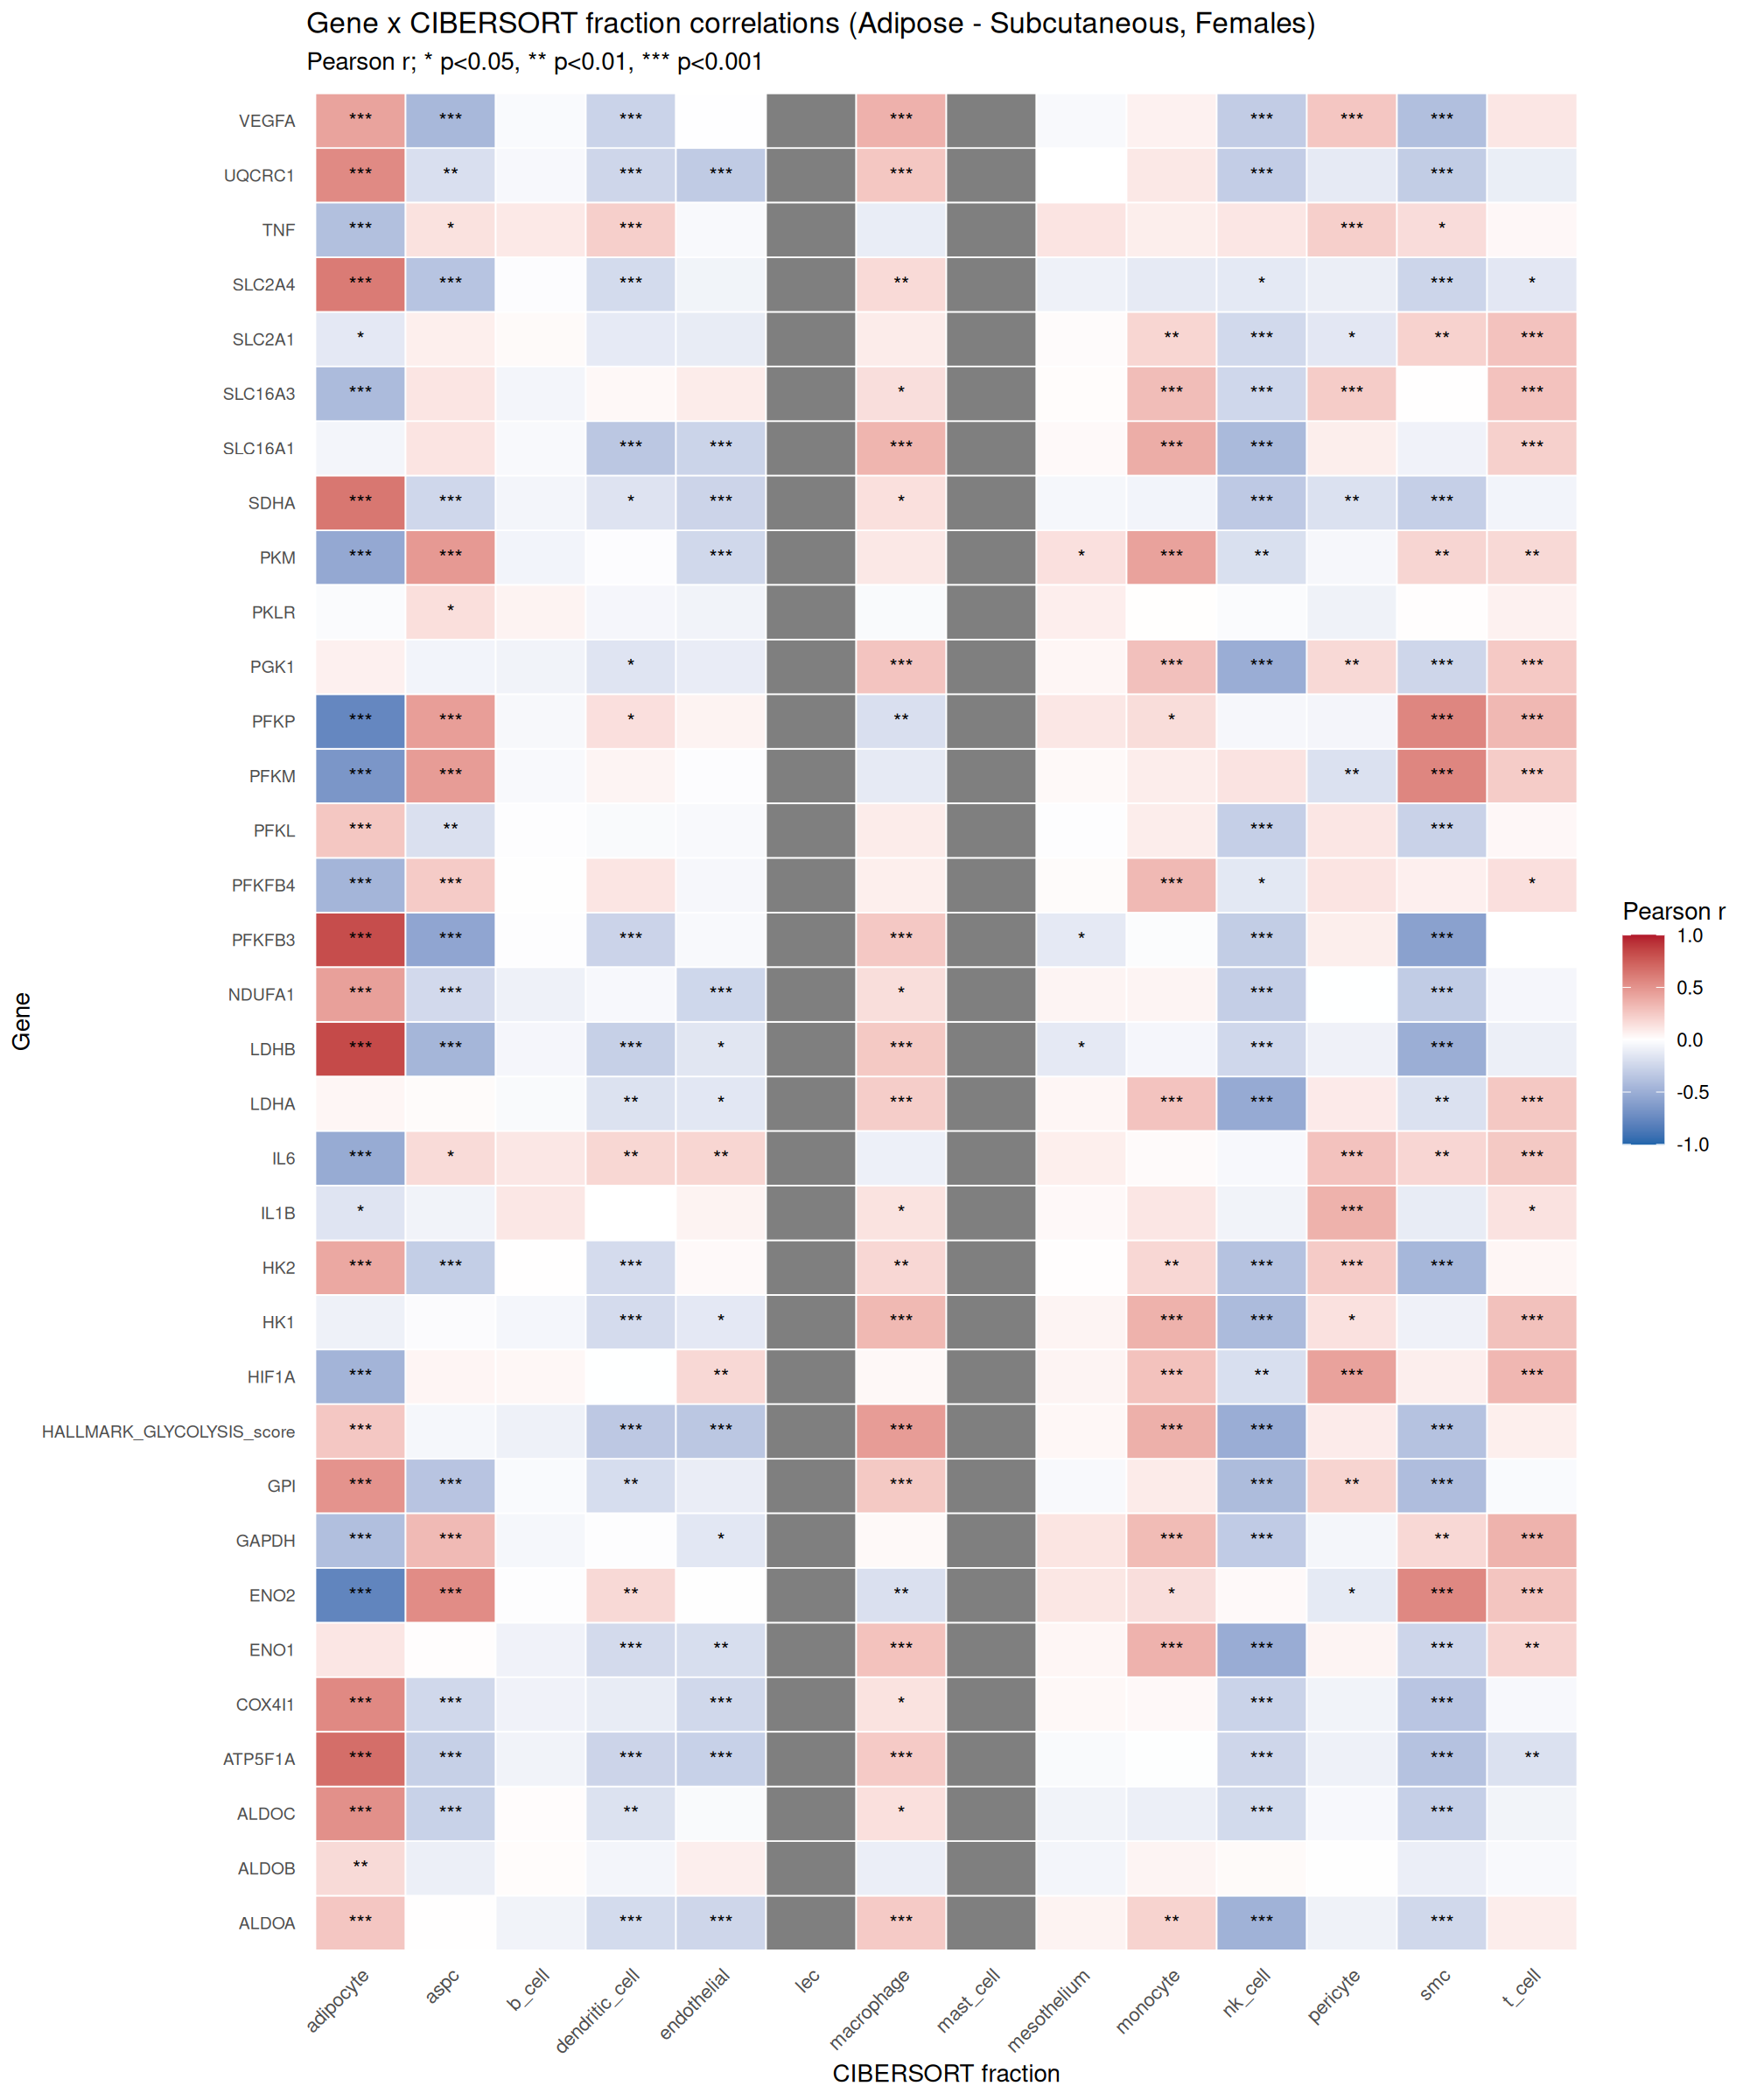 Gene x CIBERSORT fraction correlations (Adipose - Subcutaneous, Females)
Pearson r; * p<0.05, ** p<0.01, *** p<0.001
VEGFA *** *** *** *** *** *** ***
UQCRC1 *** ** *** *** *** *** ***
TNF *** * *** *** *
SLC2A4 *** *** *** ** * *** *
SLC2A1 * ** *** * ** ***
SLC16A3 *** * *** *** *** ***
SLC16A1 *** *** *** *** *** ***
SDHA *** *** * *** * *** ** ***
PKM *** *** *** * *** ** ** **
PKLR *
PGK1 * *** *** *** ** *** ***
PFKP *** *** * ** * *** ***
PFKM *** *** ** *** ***
PFKL *** ** *** ***
PFKFB4 *** *** *** * *
PFKFB3 *** *** *** *** * *** ***
NDUFA1 *** *** *** * *** ***
LDHB *** *** *** * *** * *** ***
LDHA ** * *** *** *** ** ***
IL6 *** * ** ** *** ** ***
IL1B * * *** *
HK2 *** *** *** ** ** *** *** ***
HK1 *** * *** *** *** * ***
HIF1A *** ** *** ** *** ***
HALLMARK_GLYCOLYSIS_score *** *** *** *** *** *** ***
GPI *** *** ** *** *** ** ***
GAPDH *** *** * *** *** ** ***
ENO2 *** *** ** ** * * *** ***
ENO1 *** ** *** *** *** *** **
COX4I1 *** *** *** * *** ***
ATP5F1A *** *** *** *** *** *** *** **
ALDOC *** *** ** * *** ***
ALDOB **
ALDOA *** *** *** *** ** *** ***
adipocyte aspc b_cell dendritic_cell endothelial lec macrophage mast_cell mesothelium monocyte nk_cell pericyte smc t_cell
CIBERSORT fraction
Gene
Pearson r
1.0
0.5
0.0
-0.5
-1.0